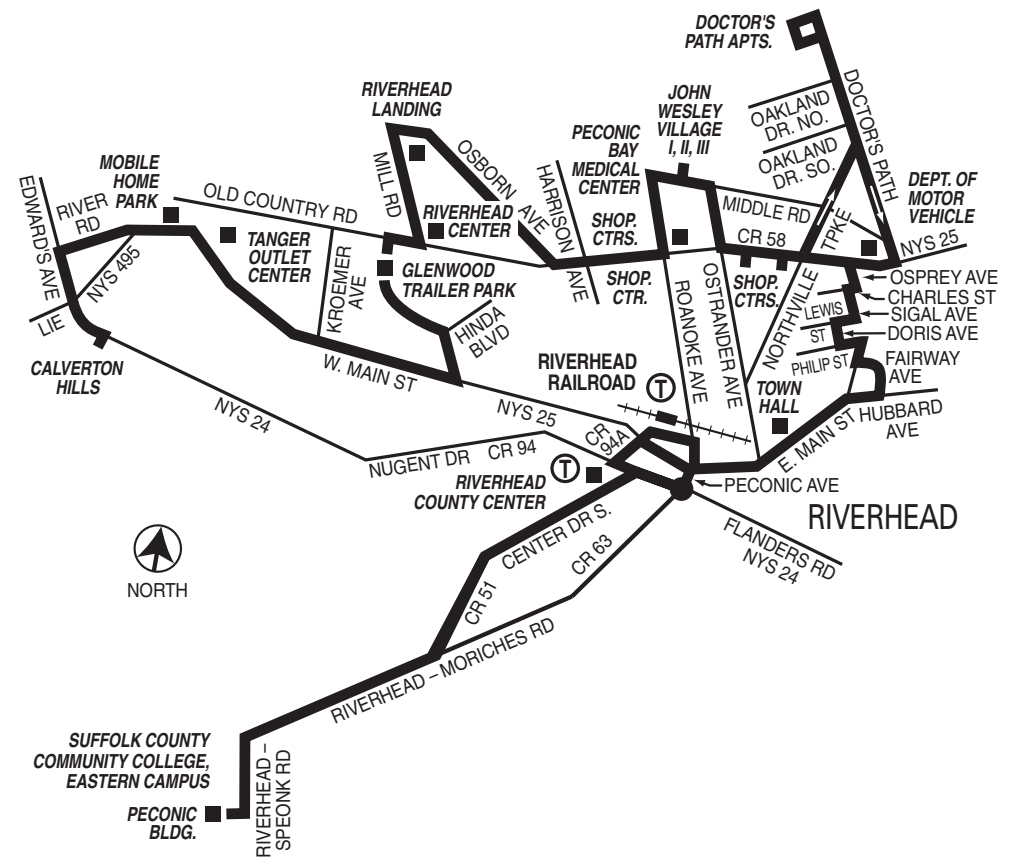 DOCTOR'S
PATH APTS.
DOCTOR'S PATH
OAKLAND
DR. NO.
OAKLAND
DR. SO.
JOHN
WESLEY
VILLAGE
I, II, III
RIVERHEAD
LANDING
PECONIC
BAY
MEDICAL
CENTER
MOBILE
HOME
PARK
EDWARD'S AVE
RIVER
RD
OLD COUNTRY RD
MILL RD
OSBORN
AVE
HARRISON
AVE
DEPT. OF
MOTOR
VEHICLE
MIDDLE RD
CR 58
TPKE
NORTHVILLE
NYS 25
RIVERHEAD
CENTER
SHOP.
CTRS.
SHOP.
CTR.
SHOP.
CTRS.
TANGER
OUTLET
CENTER
NYS 495
LIE
KROEMER
AVE
GLENWOOD
TRAILER PARK
HINDA
BLVD
OSPREY AVE
CHARLES ST
LEWIS
SIGAL AVE
ST
DORIS AVE
PHILIP ST
FAIRWAY
AVE
ROANOKE AVE
OSTRANDER AVE
CALVERTON
HILLS
W. MAIN ST
RIVERHEAD
RAILROAD
T
TOWN
HALL
NYS 24
NYS 25
CR
94A
E. MAIN ST
HUBBARD
AVE
NUGENT DR
CR 94
T
RIVERHEAD
COUNTY CENTER
PECONIC AVE
RIVERHEAD
CENTER DR S.
FLANDERS RD
NYS 24
NORTH
CR 51
CR 63
RIVERHEAD – MORICHES RD
SUFFOLK COUNTY
COMMUNITY COLLEGE,
EASTERN CAMPUS
PECONIC
BLDG.
RIVERHEAD –
SPEONK RD